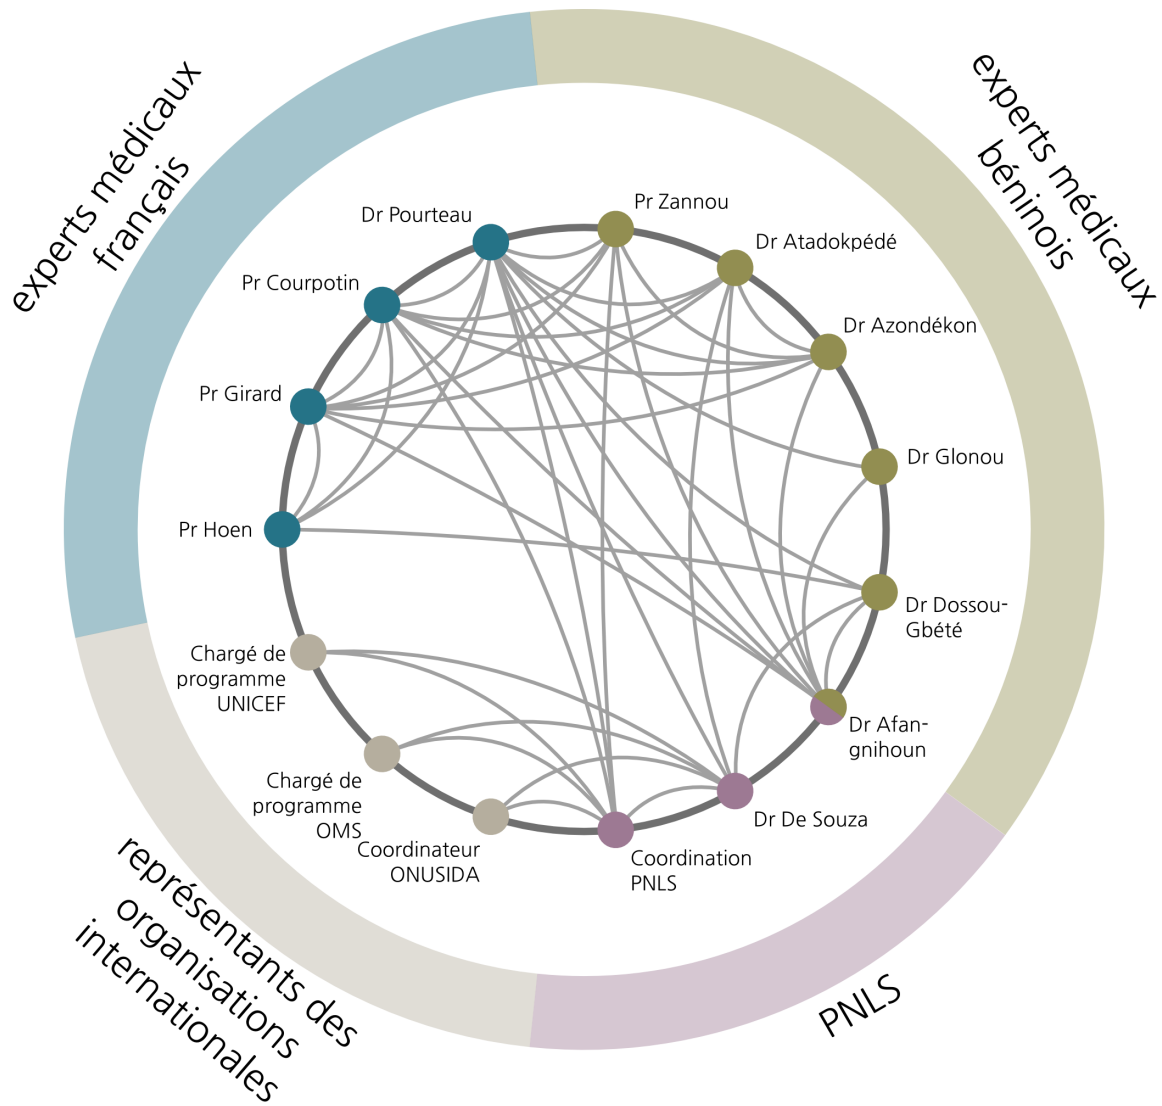 experts médicaux
français
experts médicaux
béninois
Pr Zannou
Dr Pourteau
Dr Atadokpédé
Pr Courpotin
Dr Azondékon
Pr Girard
Dr Glonou
Pr Hoen
Dr Dossou-
Gbété
Chargé de
programme
UNICEF
Dr Afan-
gnihoun
Chargé de
programme
OMS
Dr De Souza
Coordinateur
ONUSIDA
Coordination
PNLS
représentants des
organisations
internationales
PNLS